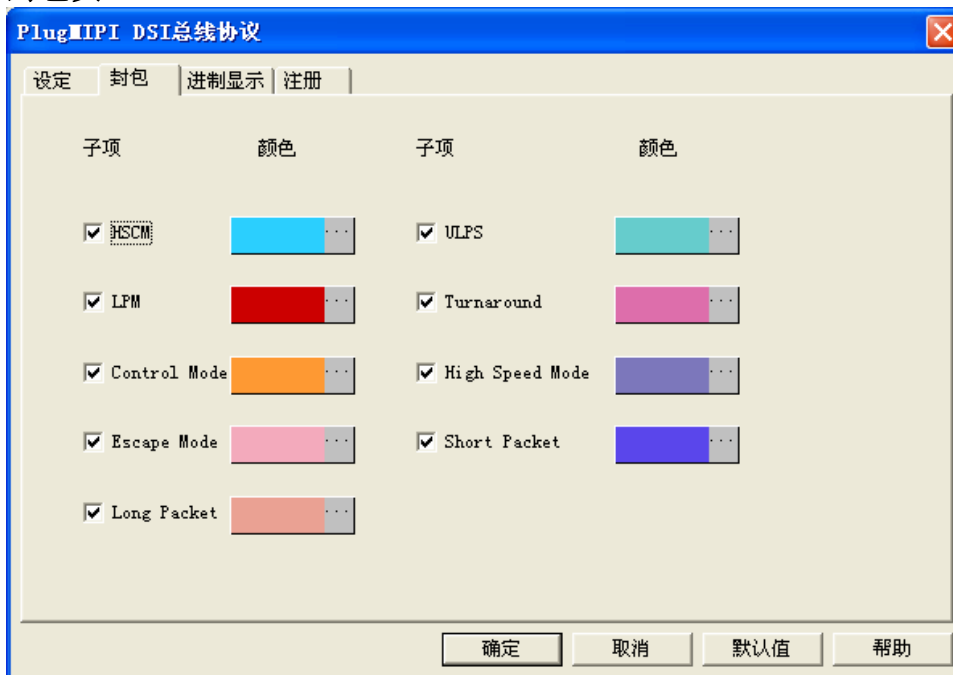 PlugMIPI DSI总线协议
设定 封包 进制显示 注册
子项 颜色 子项 颜色
HSCM ... ULPS ...
LPM ... Turnaround ...
Control Mode ... High Speed Mode ...
Escape Mode ... Short Packet ...
Long Packet ...
确定 取消 默认值 帮助